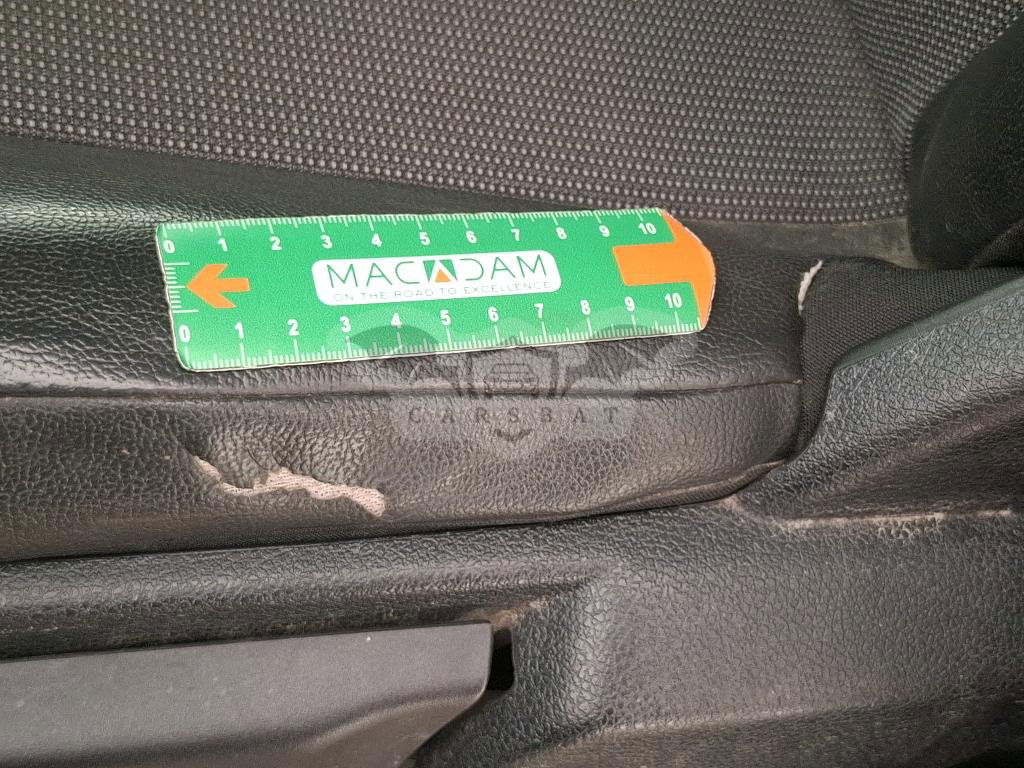 0 1 2 3 4 5 6 7 8 9 10
MACADAM
ON THE ROAD TO EXCELLENCE
0 1 2 3 4 5 6 7 8 9 10
CARSBAT